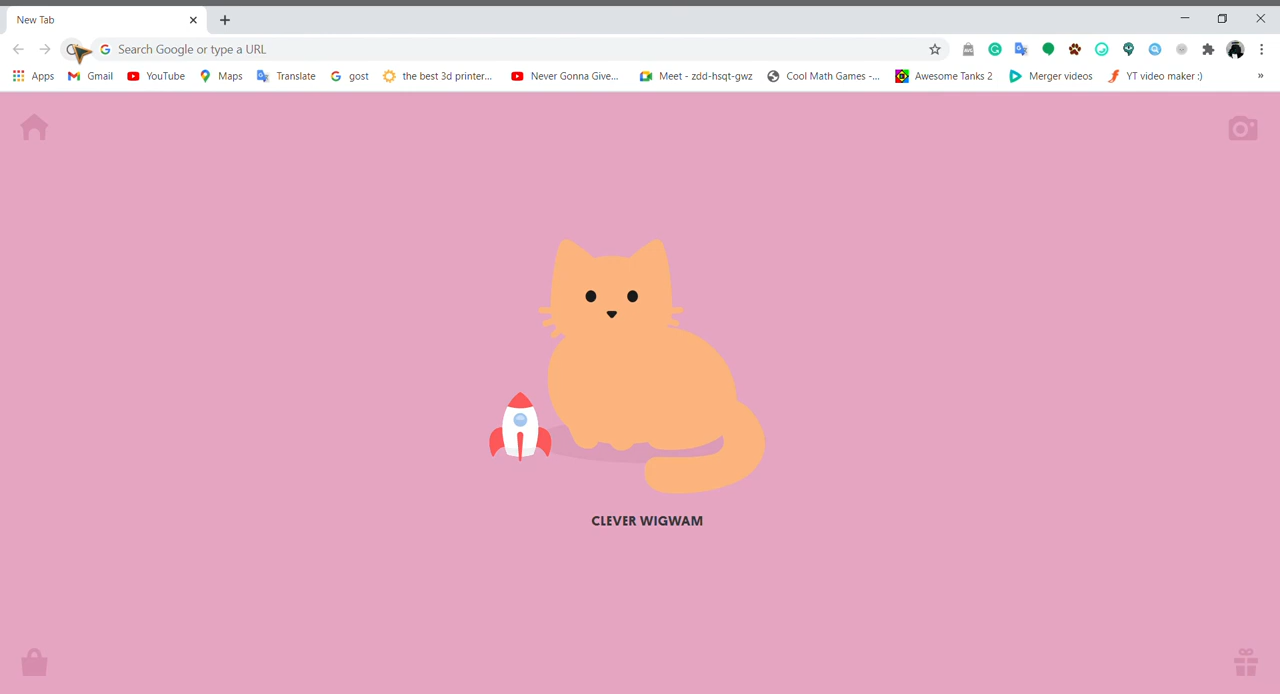 New Tab
Search Google or type a URL
Apps Gmail YouTube Maps Translate gost the best 3d printer... Never Gonna Give... Meet - zdd-hqtt-gwz Cool Math Games -... Awesome Tanks 2 Merger videos YT video maker :) »
CLEVER WIGWAM